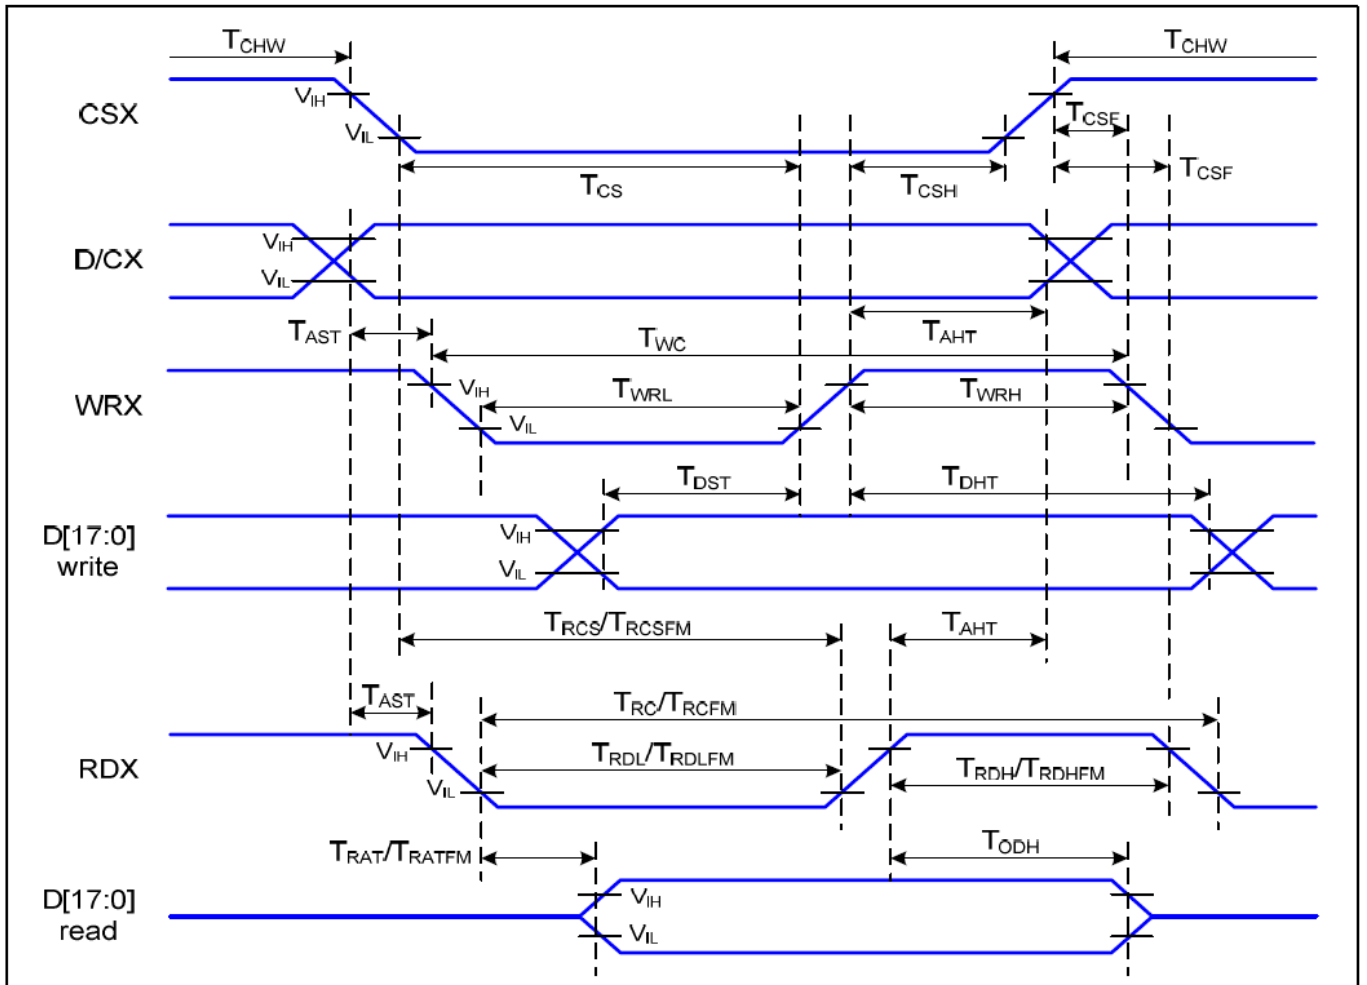 TCHW TCHW
CSX VIH VIL TCSF
TCS TCSH TCSF
D/CX VIH VIL
TAST TWC TAHT
WRX VIH VIL TWRL TWRH
TDST TDHT
D[17:0]
write
VIH
VIL
TRCS/TRCSFM TAHT
TAST TRC/TRCFM
RDX VIH VIL TRDL/TRDLFM TRDH/TRDHFM
TRAT/TRATFM TODH
D[17:0]
read
VIH
VIL